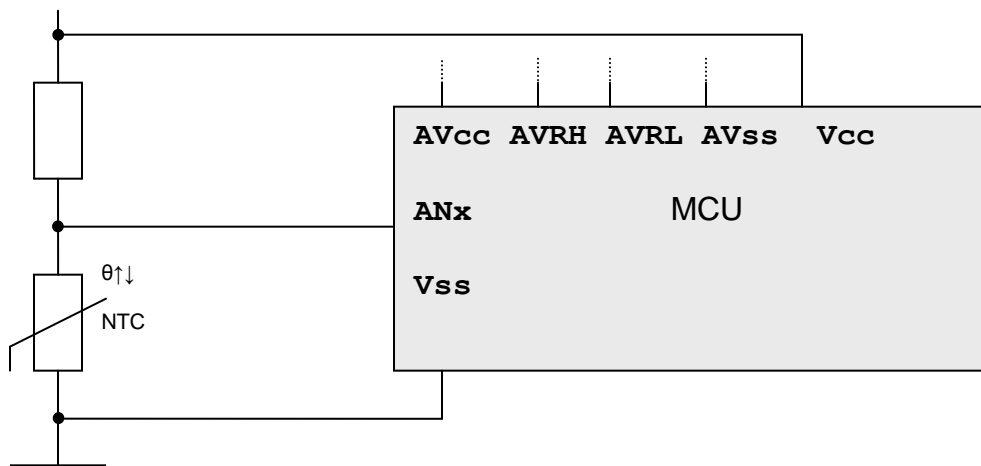 AVcc AVRH AVRL AVss Vcc
ANx MCU
Vss
θ↑↓
NTC